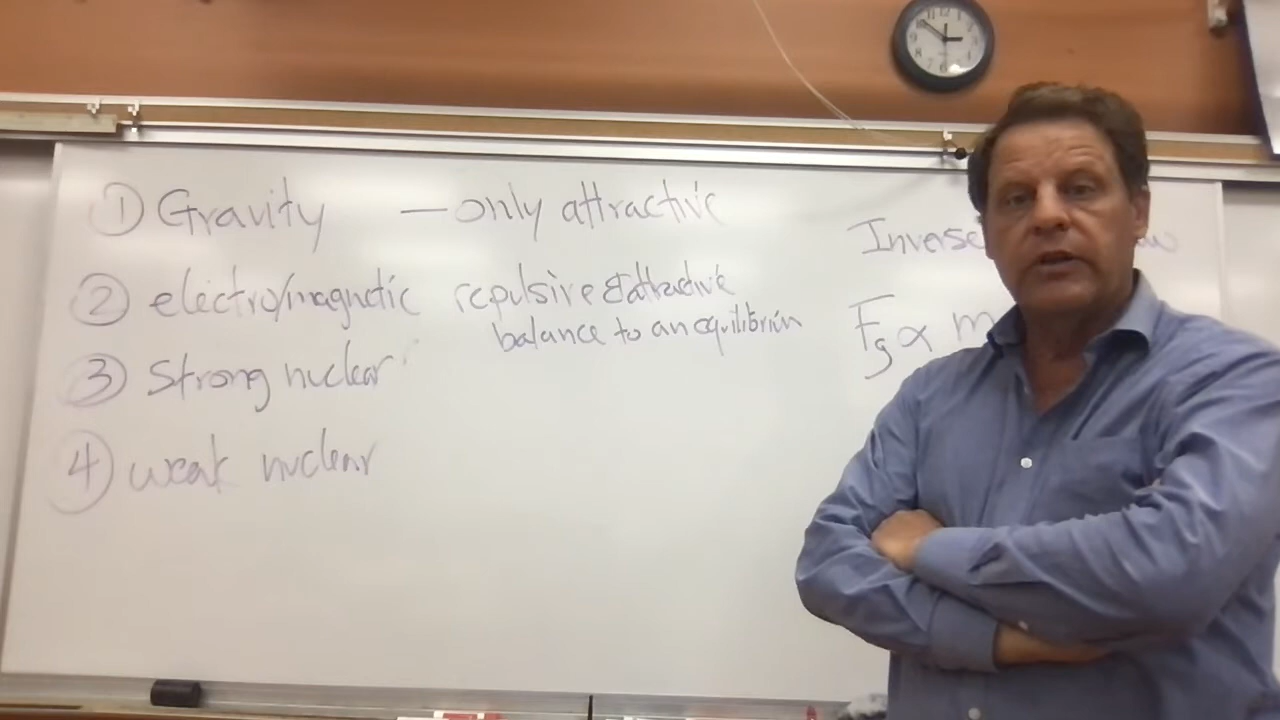 ① Gravity — only attractive
② electro/magnetic repulsive & attractive
balance to an equilibrium
③ Strong nuclear
④ weak nuclear
Inverse
Fg ∝ m